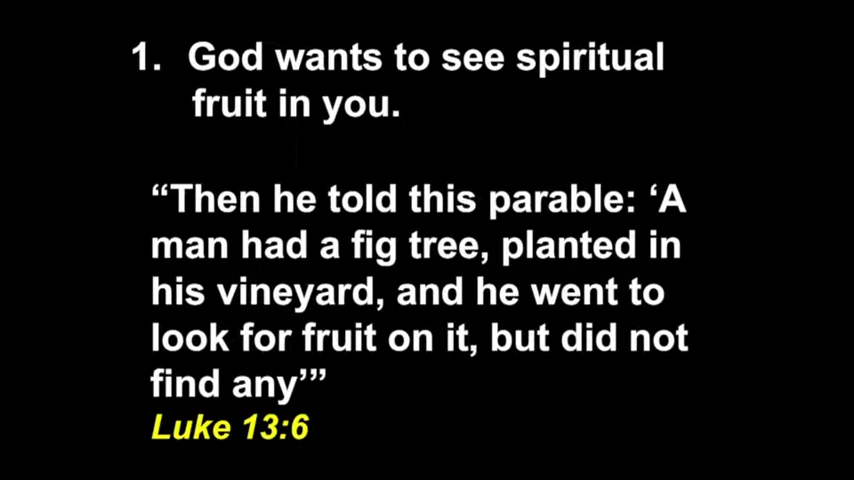 1. God wants to see spiritual
fruit in you.
“Then he told this parable: ‘A
man had a fig tree, planted in
his vineyard, and he went to
look for fruit on it, but did not
find any’”
Luke 13:6